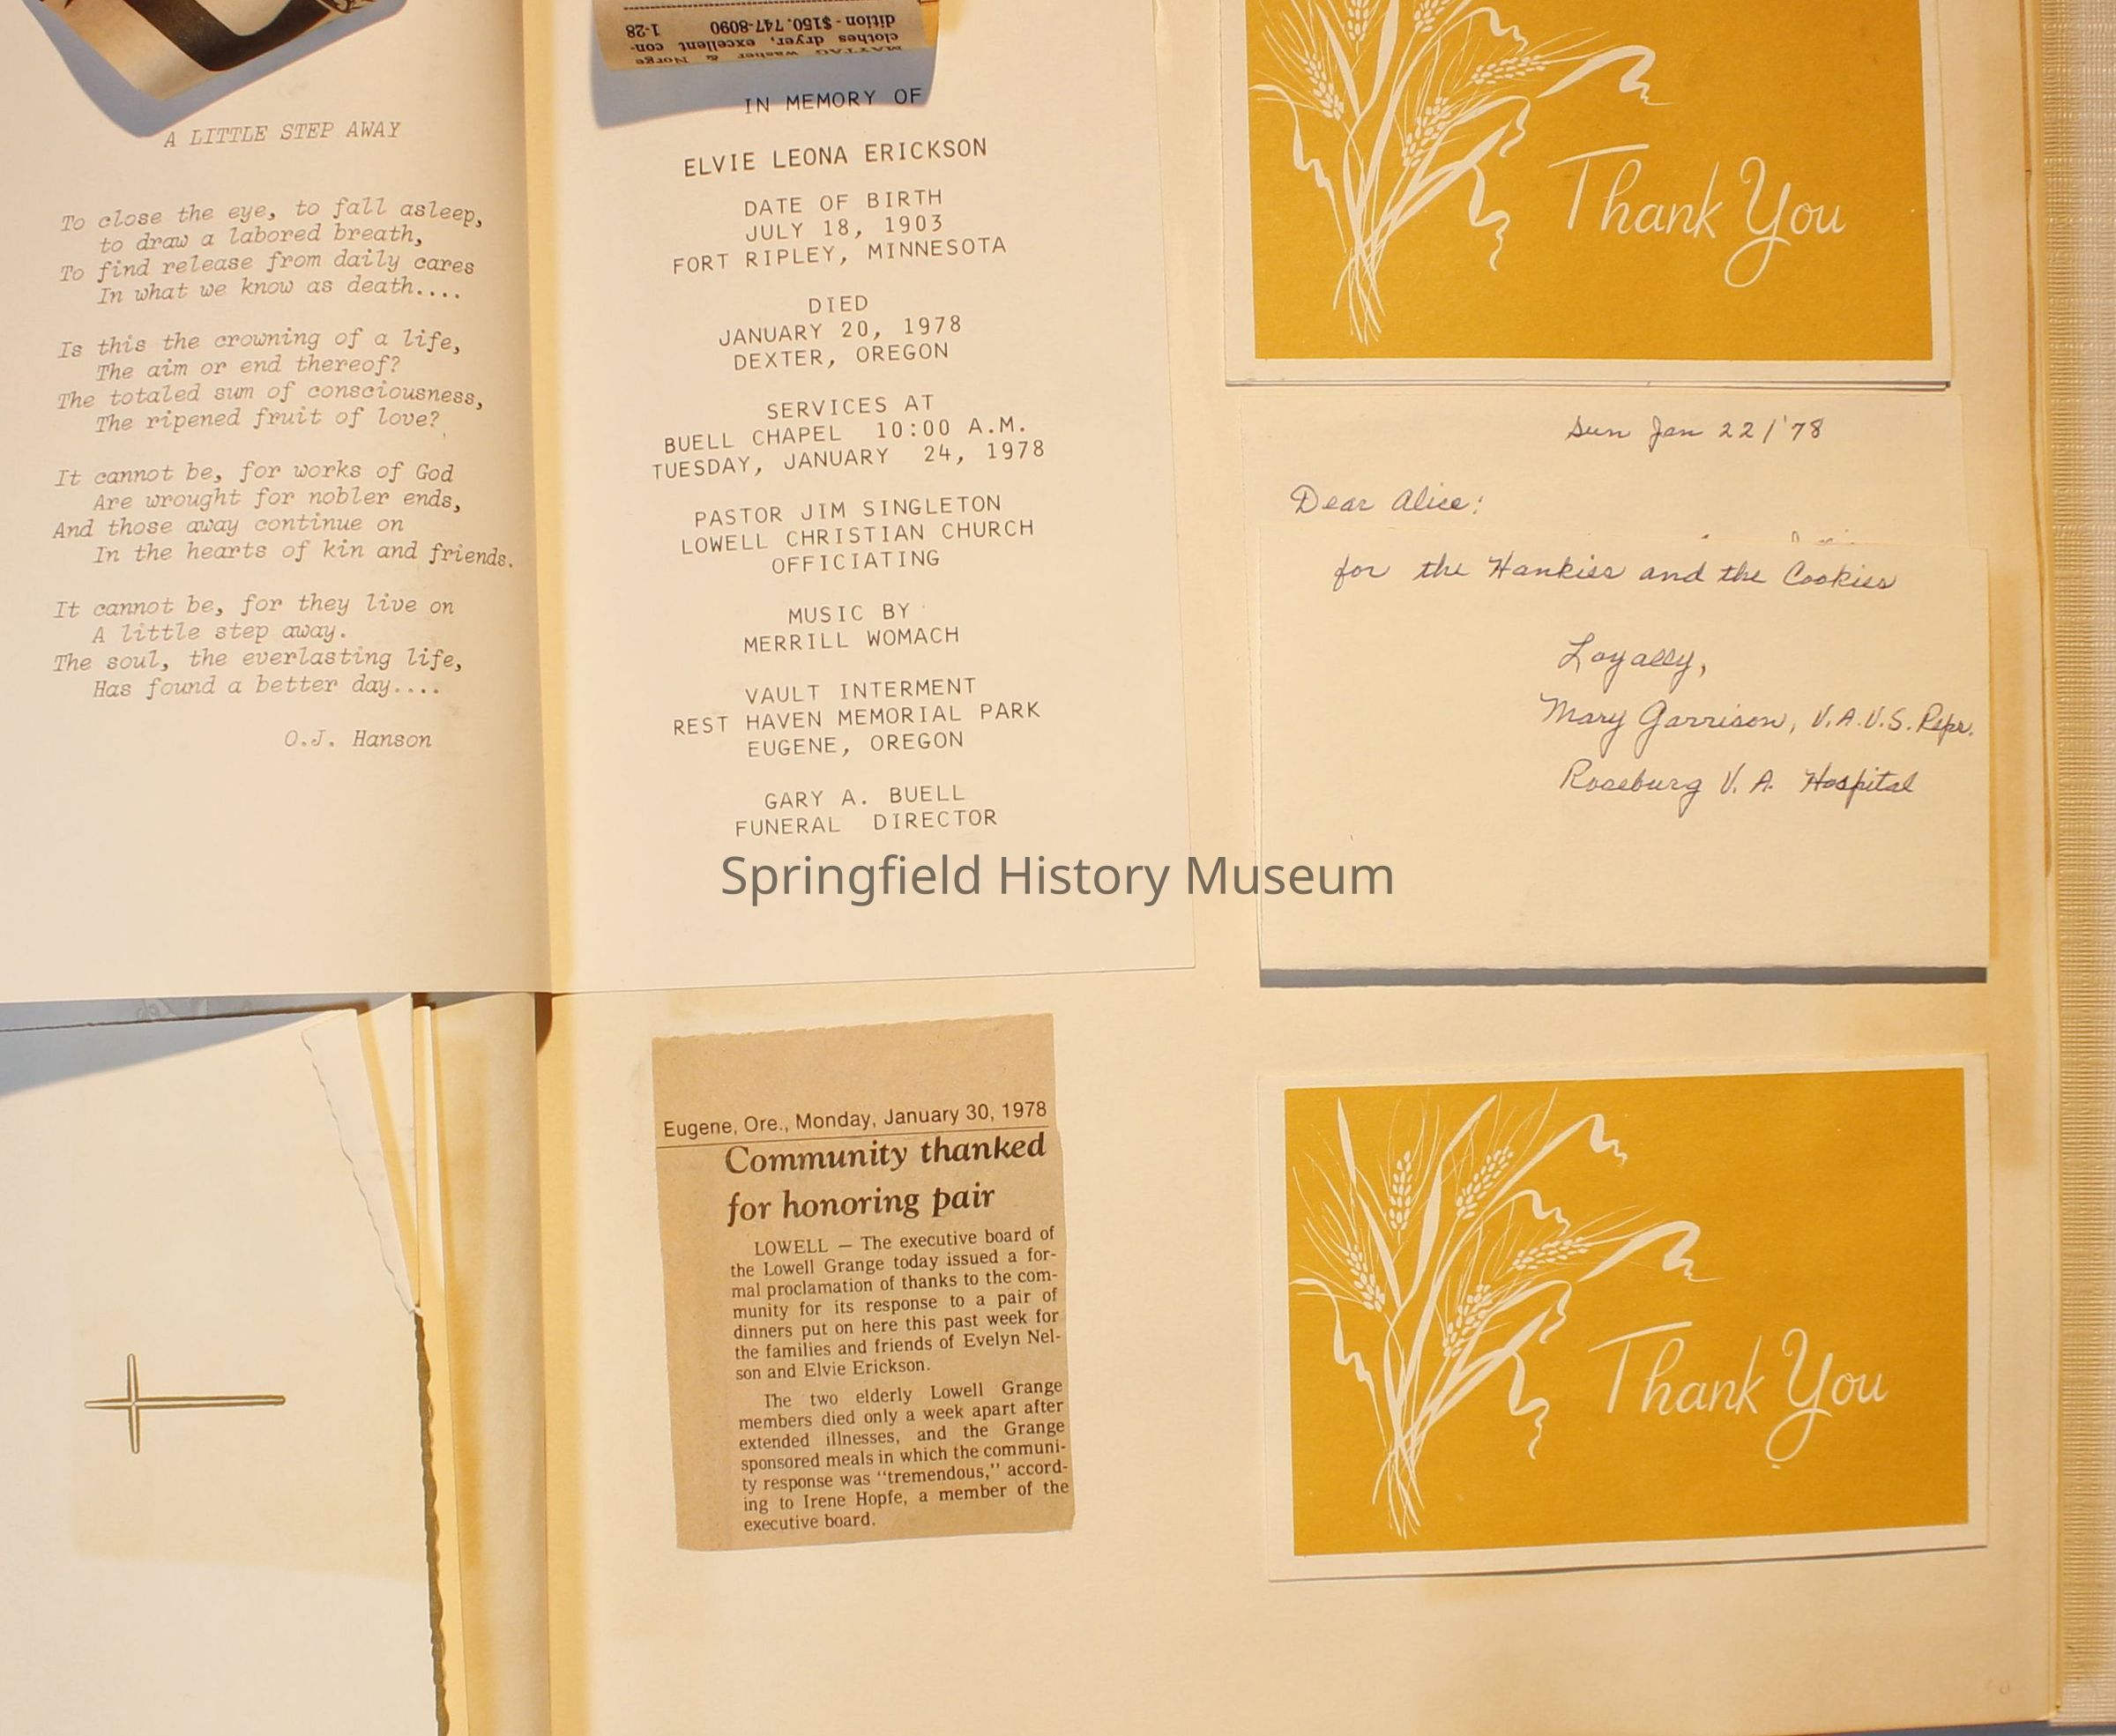 A LITTLE STEP AWAY
To close the eye, to fall asleep,
to draw a labored breath,
To find release from daily cares
In what we know as death....
Is this the crowning of a life,
The aim or end thereof?
The totaled sum of consciousness,
The ripened fruit of love?
It cannot be, for works of God
Are wrought for nobler ends,
And those away continue on
In the hearts of kin and friends.
It cannot be, for they live on
A little step away.
The soul, the everlasting life,
Has found a better day....
O.J. Hanson
MAYTAG washer & Norge
clothes dryer, excellent con-
dition - $150. 747-8090 1-28
IN MEMORY OF
ELVIE LEONA ERICKSON
DATE OF BIRTH
JULY 18, 1903
FORT RIPLEY, MINNESOTA
DIED
JANUARY 20, 1978
DEXTER, OREGON
SERVICES AT
BUELL CHAPEL 10:00 A.M.
TUESDAY, JANUARY 24, 1978
PASTOR JIM SINGLETON
LOWELL CHRISTIAN CHURCH
OFFICIATING
MUSIC BY
MERRILL WOMACH
VAULT INTERMENT
REST HAVEN MEMORIAL PARK
EUGENE, OREGON
GARY A. BUELL
FUNERAL DIRECTOR
Springfield History Museum
Eugene, Ore., Monday, January 30, 1978
Community thanked
for honoring pair
LOWELL — The executive board of
the Lowell Grange today issued a for-
mal proclamation of thanks to the com-
munity for its response to a pair of
dinners put on here this past week for
the families and friends of Evelyn Nel-
son and Elvie Erickson.
The two elderly Lowell Grange
members died only a week apart after
extended illnesses, and the Grange
sponsored meals in which the communi-
ty response was "tremendous," accord-
ing to Irene Hopfe, a member of the
executive board.
Thank You
Sun Jan 22/'78
Dear Alice:
for the Hankies and the Cookies
Loyally,
Mary Garrison, V.A.V.S. Repr.
Roseburg V. A. Hospital
Thank You